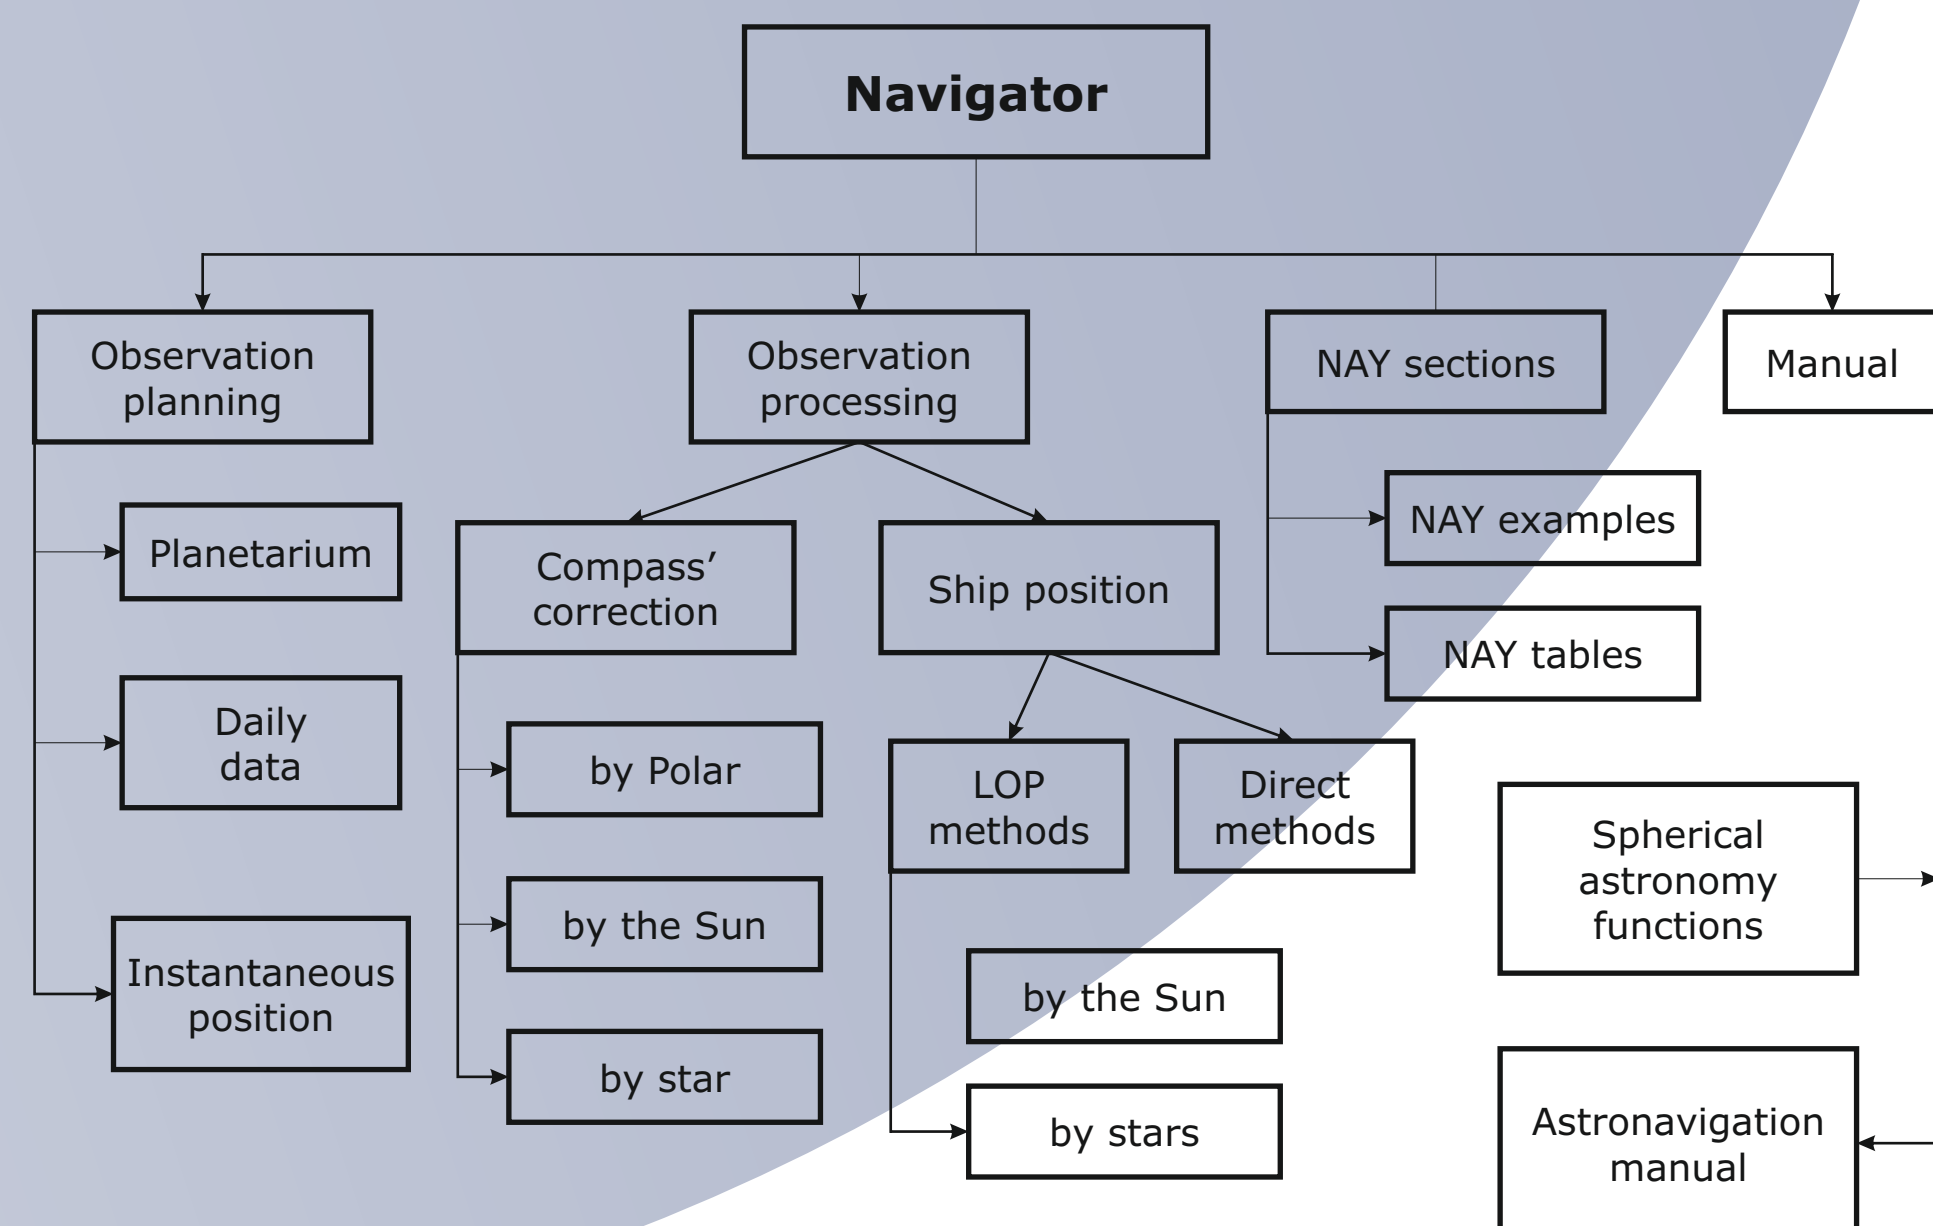 Navigator
Observation
planning
Observation
processing
NAY sections
Manual
Planetarium
Daily
data
Instantaneous
position
Compass’
correction
by Polar
by the Sun
by star
Ship position
LOP
methods
Direct
methods
by the Sun
by stars
NAY examples
NAY tables
Spherical
astronomy
functions
Astronavigation
manual